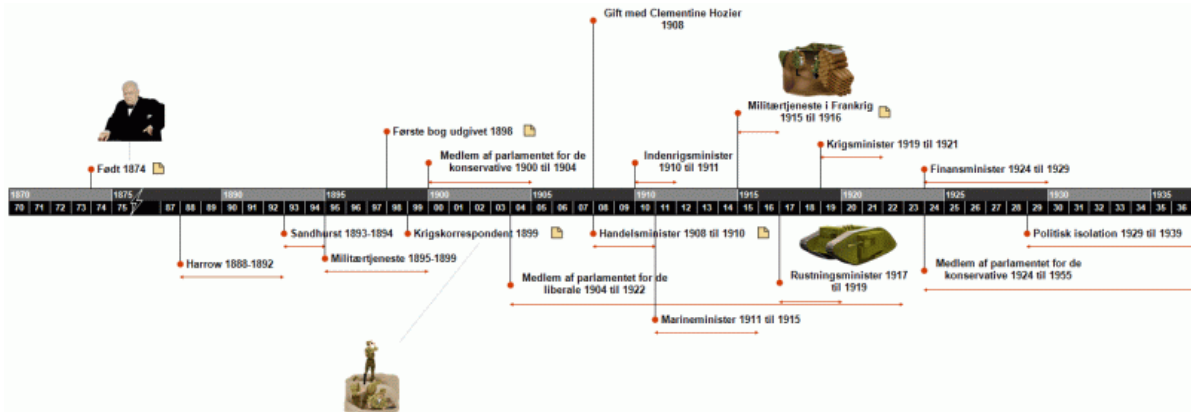 Gift med Clementine Hozier
1908
Militærtjeneste i Frankrig
1915 til 1916
Første bog udgivet 1898
Krigsminister 1919 til 1921
Medlem af parlamentet for de
konservative 1900 til 1904
Indenrigsminister
1910 til 1911
Født 1874
Finansminister 1924 til 1929
1870 1875 1890 1895 1900 1905 1910 1915 1920 1925 1930 1935
70 71 72 73 74 75 87 88 89 90 91 92 93 94 95 96 97 98 99 00 01 02 03 04 05 06 07 08 09 10 11 12 13 14 15 16 17 18 19 20 21 22 23 24 25 26 27 28 29 30 31 32 33 34 35 36
Sandhurst 1893-1894
Krigskorrespondent 1899
Handelsminister 1908 til 1910
Politisk isolation 1929 til 1939
Harrow 1888-1892
Militærtjeneste 1895-1899
Medlem af parlamentet for de
liberale 1904 til 1922
Rustningsminister 1917
til 1919
Medlem af parlamentet for de
konservative 1924 til 1955
Marineminister 1911 til 1915